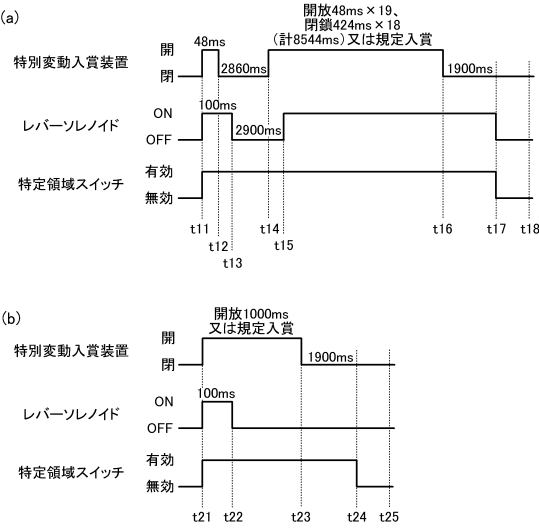 (a)
開放48ms×19、
閉鎖424ms×18
(計8544ms)又は規定入賞
特別変動入賞装置
開
閉
48ms
2860ms
1900ms
レバーソレノイド
ON
OFF
100ms
2900ms
特定領域スイッチ
有効
無効
t11
t12
t13
t14
t15
t16
t17
t18
(b)
開放1000ms
又は規定入賞
特別変動入賞装置
開
閉
1900ms
レバーソレノイド
ON
OFF
100ms
特定領域スイッチ
有効
無効
t21
t22
t23
t24
t25